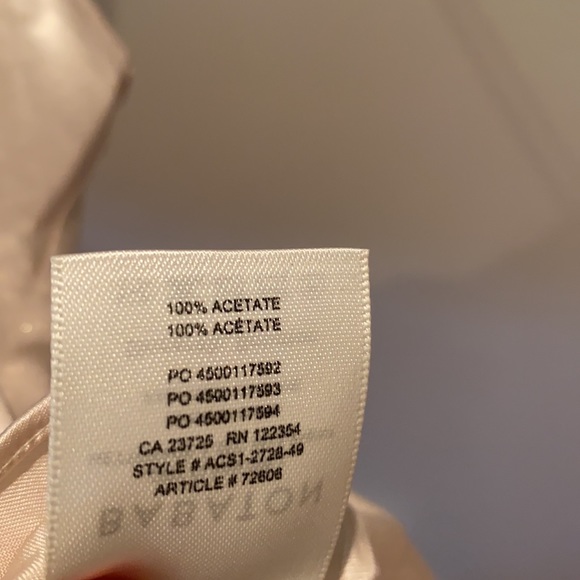 100% ACETATE
100% ACÉTATE
PO 4500117592
PO 4500117593
PO 4500117594
CA 23725 RN 122354
STYLE # ACS1-2728-49
ARTICLE # 72606
BABATON